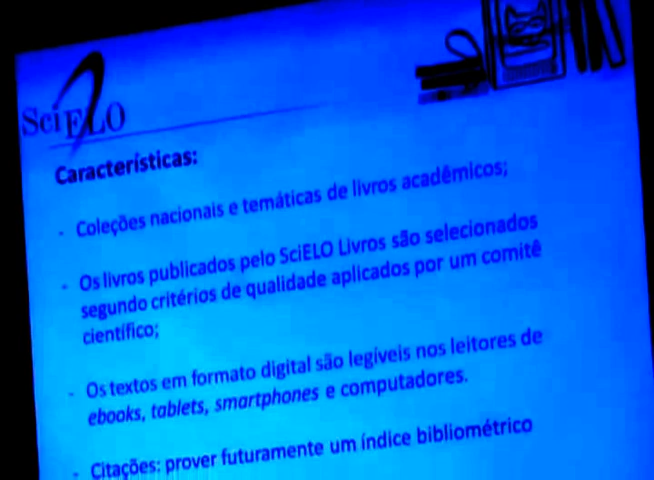 SciELO
Características:
- Coleções nacionais e temáticas de livros acadêmicos;
- Os livros publicados pelo SciELO Livros são selecionados
segundo critérios de qualidade aplicados por um comitê
científico;
- Os textos em formato digital são legíveis nos leitores de
ebooks, tablets, smartphones e computadores.
- Citações: prover futuramente um índice bibliométrico